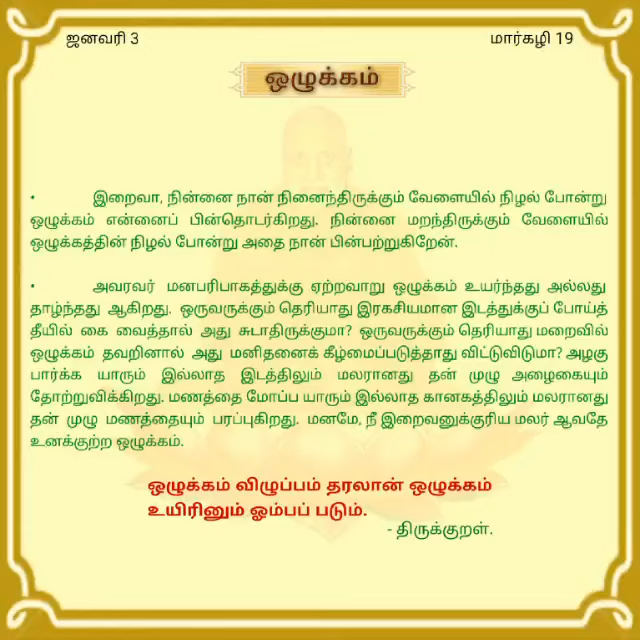 ஜனவரி 3
மார்கழி 19
ஒழுக்கம்
• இறைவா, நின்னை நான் நினைந்திருக்கும் வேளையில் நிழல் போன்று
ஒழுக்கம் என்னைப் பின்தொடர்கிறது. நின்னை மறந்திருக்கும் வேளையில்
ஒழுக்கத்தின் நிழல் போன்று அதை நான் பின்பற்றுகிறேன்.
• அவரவர் மனபரிபாகத்துக்கு ஏற்றவாறு ஒழுக்கம் உயர்ந்தது அல்லது
தாழ்ந்தது ஆகிறது. ஒருவருக்கும் தெரியாது இரகசியமான இடத்துக்குப் போய்த்
தீயில் கை வைத்தால் அது சுடாதிருக்குமா? ஒருவருக்கும் தெரியாது மறைவில்
ஒழுக்கம் தவறினால் அது மனிதனைக் கீழ்மைப்படுத்தாது விட்டுவிடுமா? அழகு
பார்க்க யாரும் இல்லாத இடத்திலும் மலரானது தன் முழு அழைகையும்
தோற்றுவிக்கிறது. மணத்தை மோப்ப யாரும் இல்லாத கானகத்திலும் மலரானது
தன் முழு மணத்தையும் பரப்புகிறது. மனமே, நீ இறைவனுக்குரிய மலர் ஆவதே
உனக்குற்ற ஒழுக்கம்.
ஒழுக்கம் விழுப்பம் தரலான் ஒழுக்கம்
உயிரினும் ஓம்பப் படும்.
- திருக்குறள்.